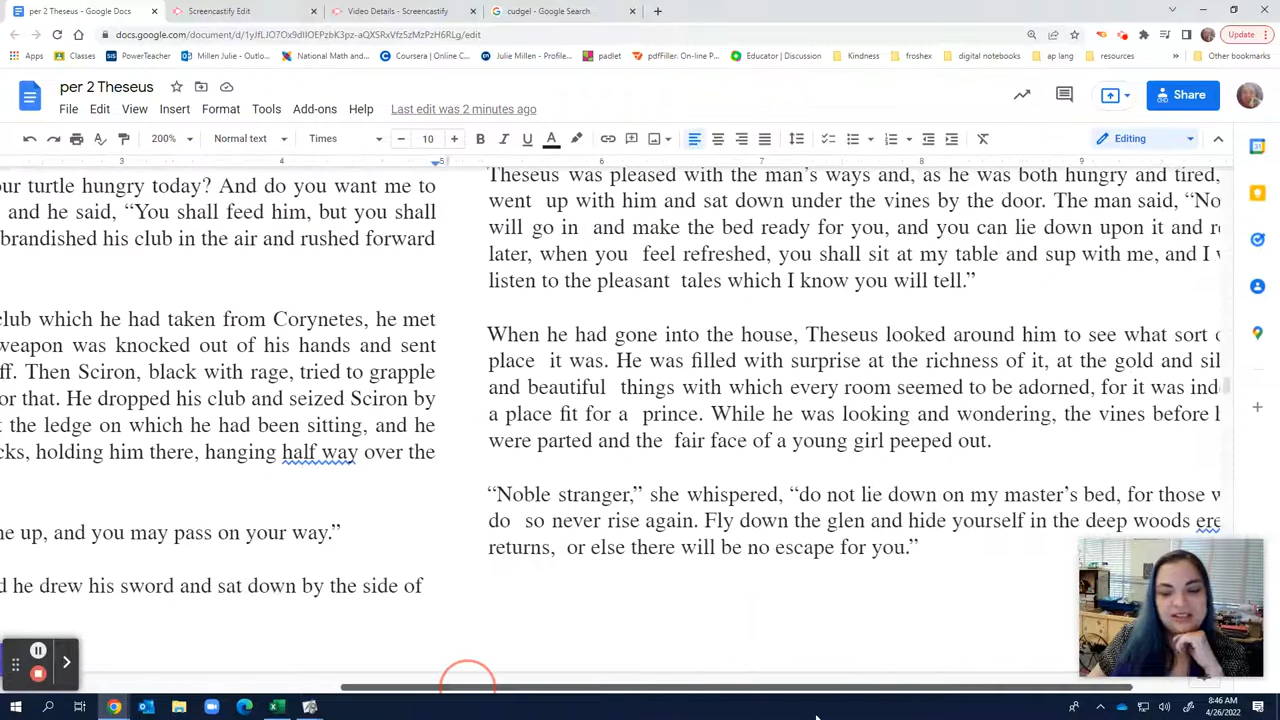 per 2 Theseus - Google Docs
Screencastify Edit
Video Details - Screencastify
cudgel - Google Search
docs.google.com/document/d/1yJfLJO7Ox9dIIOEPzbK3pz-aQXSRxVfz5zMzPzH6RLg/edit
Update
Apps
Classes
PowerTeacher
Millen Julie - Outlo...
National Math and...
Coursera | Online C...
Julie Millen - Profile...
padlet
pdfFiller. On-line P...
Educator | Discussion
Kindness
froshex
digital notebooks
ap lang
resources
Other bookmarks
per 2 Theseus
File Edit View Insert Format Tools Add-ons Help Last edit was 2 minutes ago
Share
200% Normal text Times 10 Editing
3 4 5 6 7 8 9
our turtle hungry today? And do you want me to
and he said, “You shall feed him, but you shall
brandished his club in the air and rushed forward
club which he had taken from Corynetes, he met
weapon was knocked out of his hands and sent
ff. Then Sciron, black with rage, tried to grapple
or that. He dropped his club and seized Sciron by
t the ledge on which he had been sitting, and he
cks, holding him there, hanging half way over the
ne up, and you may pass on your way.”
d he drew his sword and sat down by the side of
Theseus was pleased with the man’s ways and, as he was both hungry and tired,
went up with him and sat down under the vines by the door. The man said, “No
will go in and make the bed ready for you, and you can lie down upon it and re
later, when you feel refreshed, you shall sit at my table and sup with me, and I w
listen to the pleasant tales which I know you will tell.”
When he had gone into the house, Theseus looked around him to see what sort o
place it was. He was filled with surprise at the richness of it, at the gold and sil
and beautiful things with which every room seemed to be adorned, for it was inde
a place fit for a prince. While he was looking and wondering, the vines before h
were parted and the fair face of a young girl peeped out.
“Noble stranger,” she whispered, “do not lie down on my master’s bed, for those w
do so never rise again. Fly down the glen and hide yourself in the deep woods ere
returns, or else there will be no escape for you.”
8:46 AM
4/26/2022